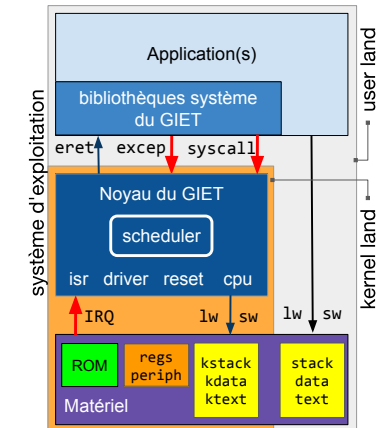 Application(s)
bibliothèques système
du GIET
eret excep syscall
Noyau du GIET
scheduler
isr driver reset cpu
IRQ
lw sw
lw sw
ROM
regs
periph
kstack
kdata
ktext
stack
data
text
Matériel
système d'exploitation
user land
kernel land